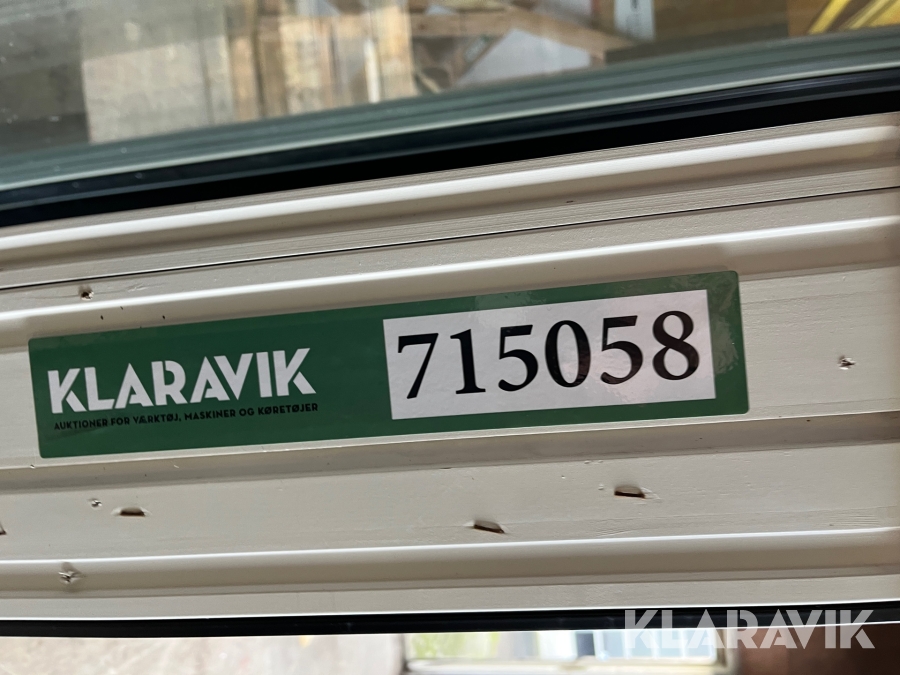 KLARAVIK
AUKTIONER FOR VÆRKTØJ, MASKINER OG KØRETØJER
715058
KLARAVIK